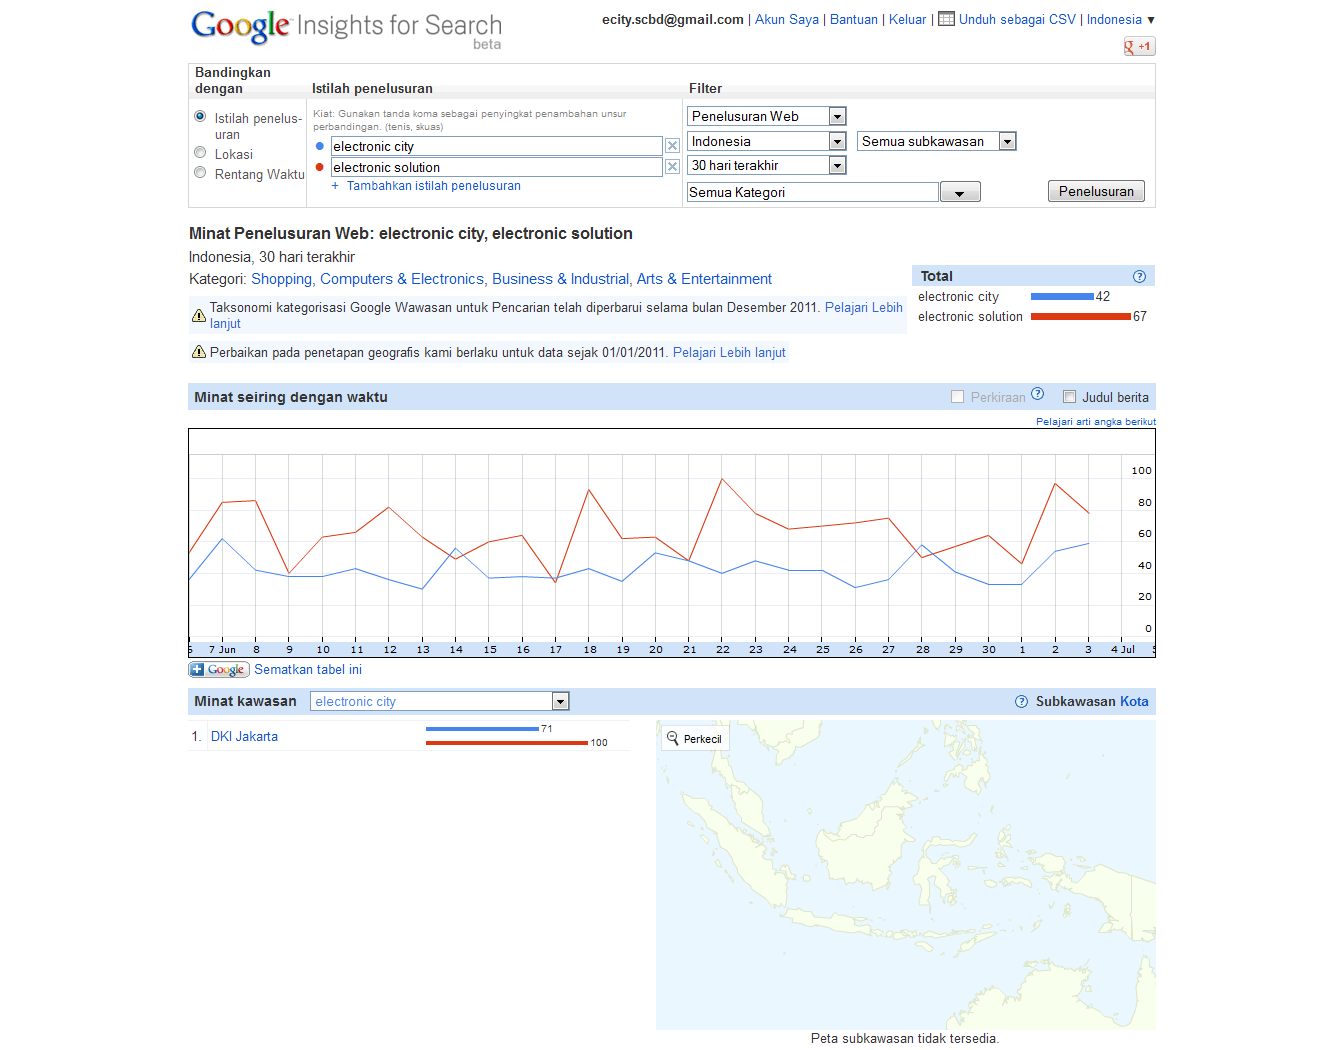 Google Insights for Search
beta
ecity.scbd@gmail.com | Akun Saya | Bantuan | Keluar | Unduh sebagai CSV | Indonesia ▼
g +1
Bandingkan
dengan
Istilah penelusuran
Filter
Istilah penelus-
uran
Lokasi
Rentang Waktu
Kiat: Gunakan tanda koma sebagai penyingkat penambahan unsur
perbandingan. (tenis, skuas)
electronic city
electronic solution
+ Tambahkan istilah penelusuran
Penelusuran Web
Indonesia
Semua subkawasan
30 hari terakhir
Semua Kategori
Penelusuran
Minat Penelusuran Web: electronic city, electronic solution
Indonesia, 30 hari terakhir
Kategori: Shopping, Computers & Electronics, Business & Industrial, Arts & Entertainment
Taksonomi kategorisasi Google Wawasan untuk Pencarian telah diperbarui selama bulan Desember 2011. Pelajari Lebih
lanjut
Perbaikan pada penetapan geografis kami berlaku untuk data sejak 01/01/2011. Pelajari Lebih lanjut
Total ?
electronic city 42
electronic solution 67
Minat seiring dengan waktu
Perkiraan ?
Judul berita
Pelajari arti angka berikut
100
80
60
40
20
0
6 7 Jun 8 9 10 11 12 13 14 15 16 17 18 19 20 21 22 23 24 25 26 27 28 29 30 1 2 3 4 Jul 5
+ Google Sematkan tabel ini
Minat kawasan
electronic city
? Subkawasan Kota
1. DKI Jakarta
71
100
Perkecil
Peta subkawasan tidak tersedia.